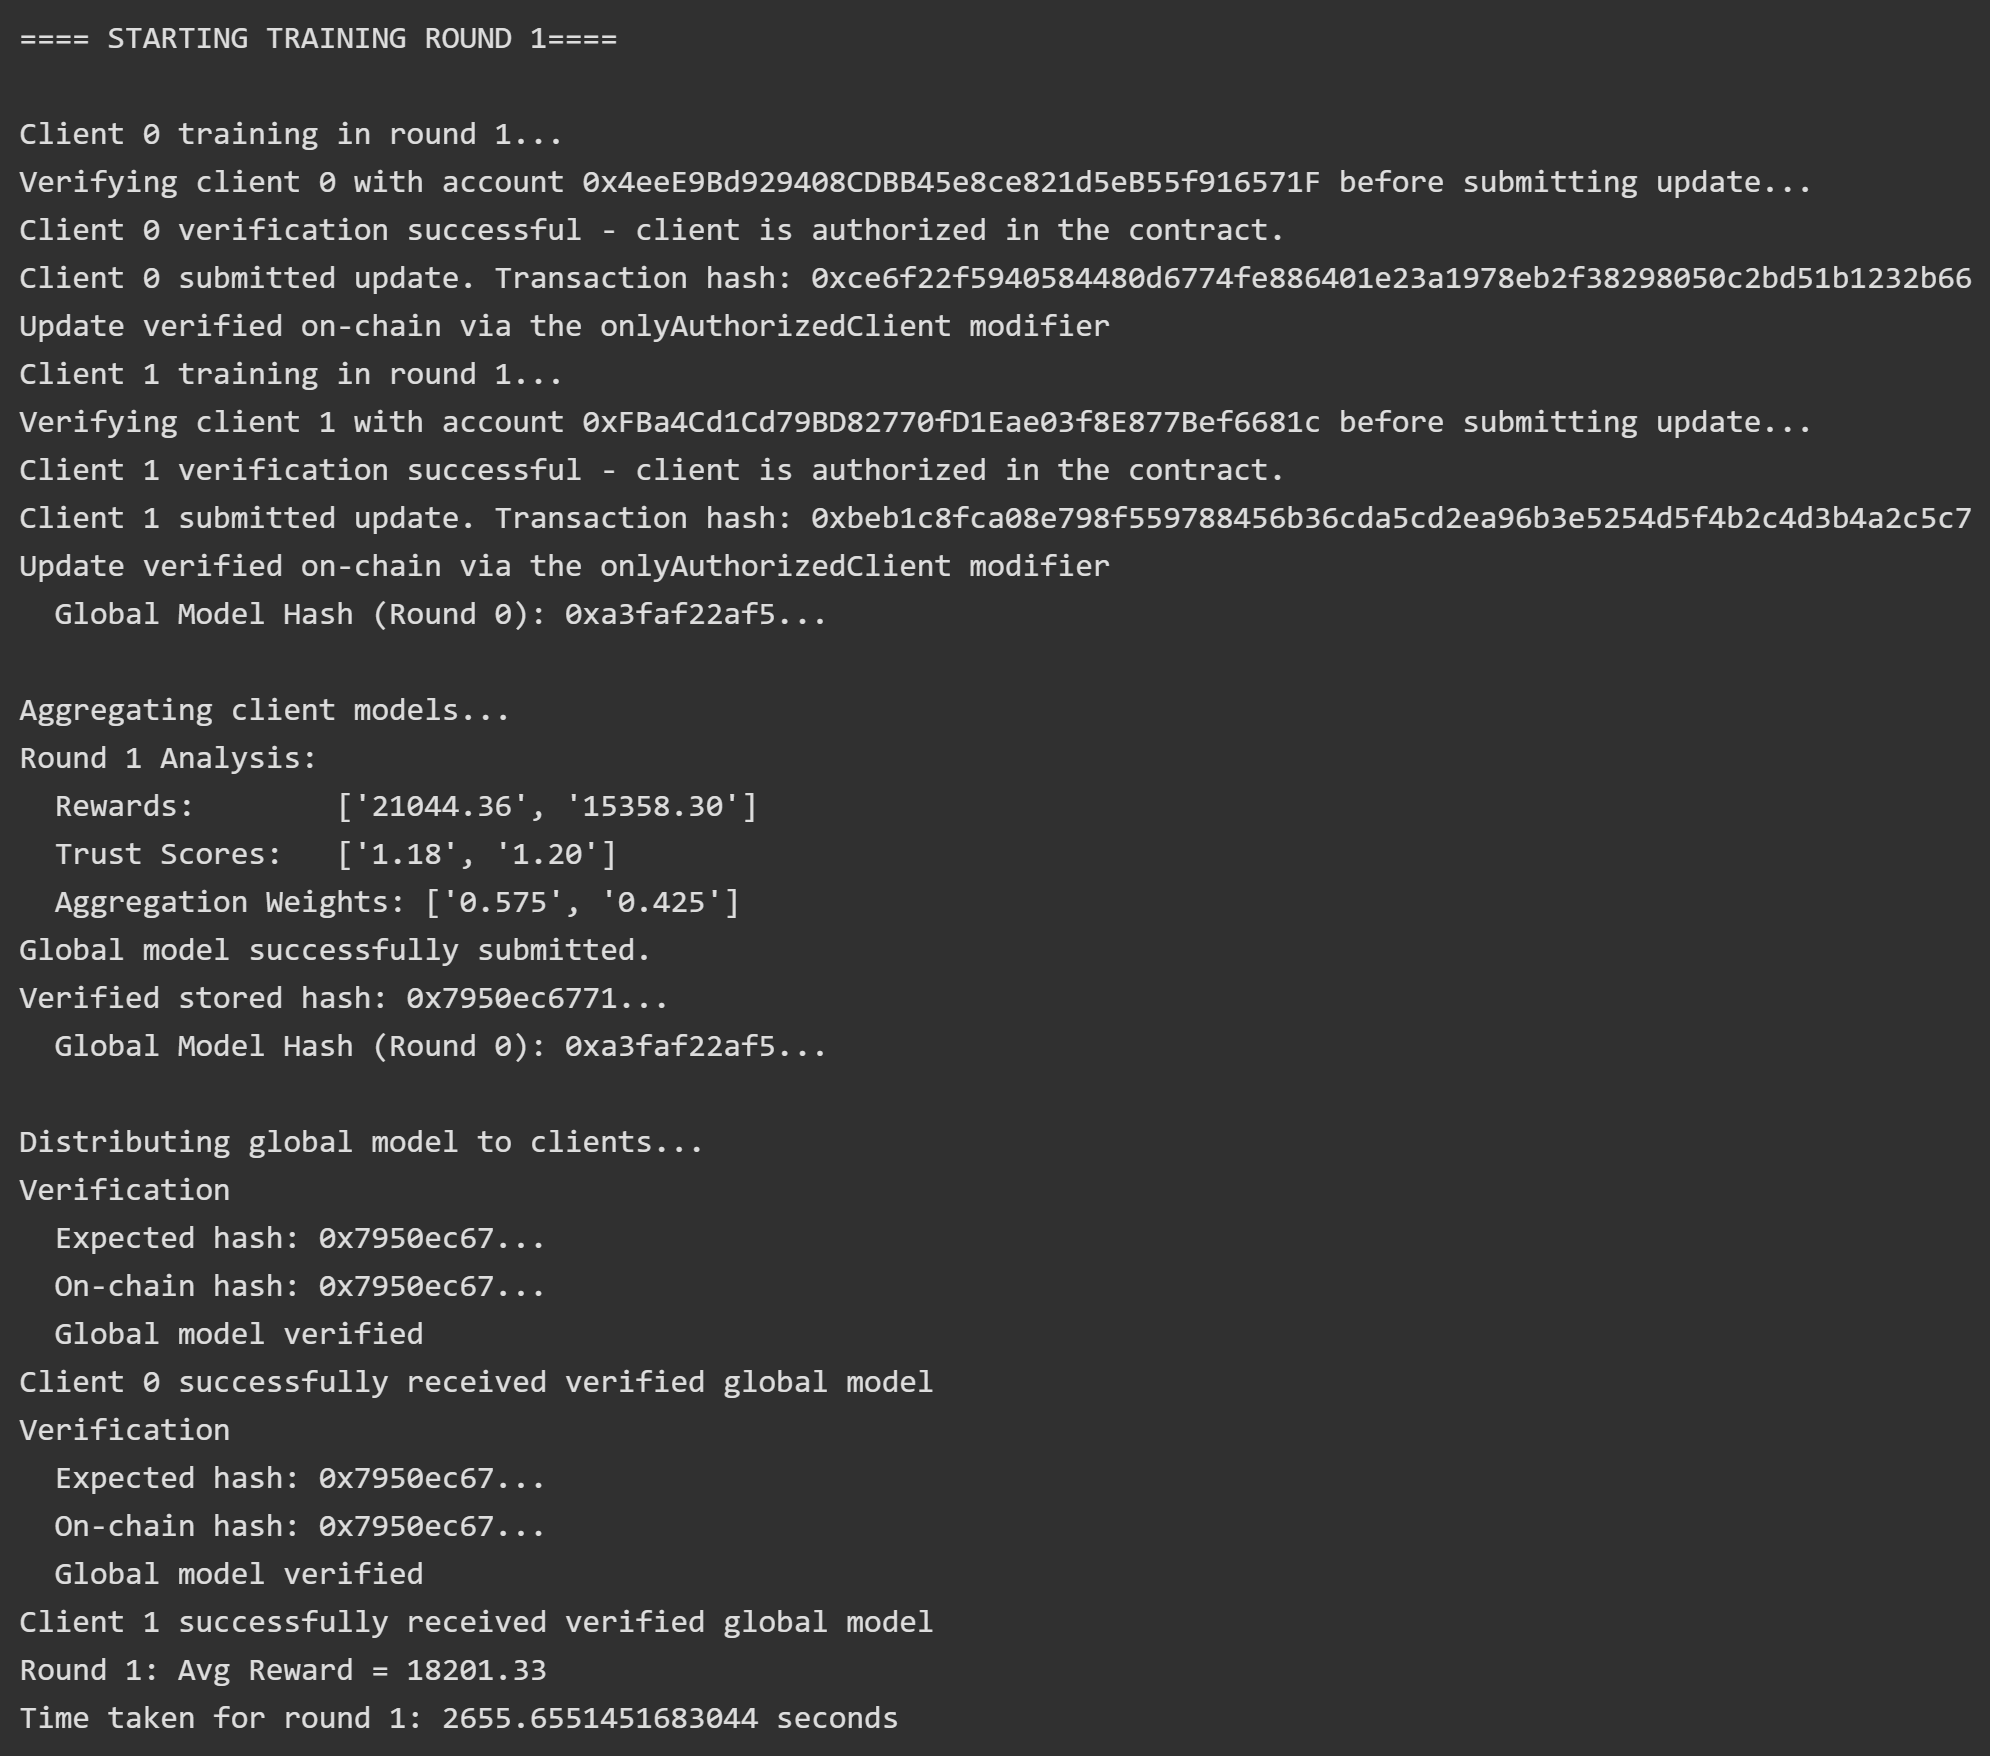 ==== STARTING TRAINING ROUND 1====
Client 0 training in round 1...
Verifying client 0 with account 0x4eeE9Bd929408CDBB45e8ce821d5eB55f916571F before submitting update...
Client 0 verification successful - client is authorized in the contract.
Client 0 submitted update. Transaction hash: 0xce6f22f5940584480d6774fe886401e23a1978eb2f38298050c2bd51b1232b66
Update verified on-chain via the onlyAuthorizedClient modifier
Client 1 training in round 1...
Verifying client 1 with account 0xFBa4Cd1Cd79BD82770fD1Eae03f8E877Bef6681c before submitting update...
Client 1 verification successful - client is authorized in the contract.
Client 1 submitted update. Transaction hash: 0xbeb1c8fca08e798f559788456b36cda5cd2ea96b3e5254d5f4b2c4d3b4a2c5c7
Update verified on-chain via the onlyAuthorizedClient modifier
  Global Model Hash (Round 0): 0xa3faf22af5...
Aggregating client models...
Round 1 Analysis:
  Rewards:        ['21044.36', '15358.30']
  Trust Scores:   ['1.18', '1.20']
  Aggregation Weights: ['0.575', '0.425']
Global model successfully submitted.
Verified stored hash: 0x7950ec6771...
  Global Model Hash (Round 0): 0xa3faf22af5...
Distributing global model to clients...
Verification
  Expected hash: 0x7950ec67...
  On-chain hash: 0x7950ec67...
  Global model verified
Client 0 successfully received verified global model
Verification
  Expected hash: 0x7950ec67...
  On-chain hash: 0x7950ec67...
  Global model verified
Client 1 successfully received verified global model
Round 1: Avg Reward = 18201.33
Time taken for round 1: 2655.6551451683044 seconds